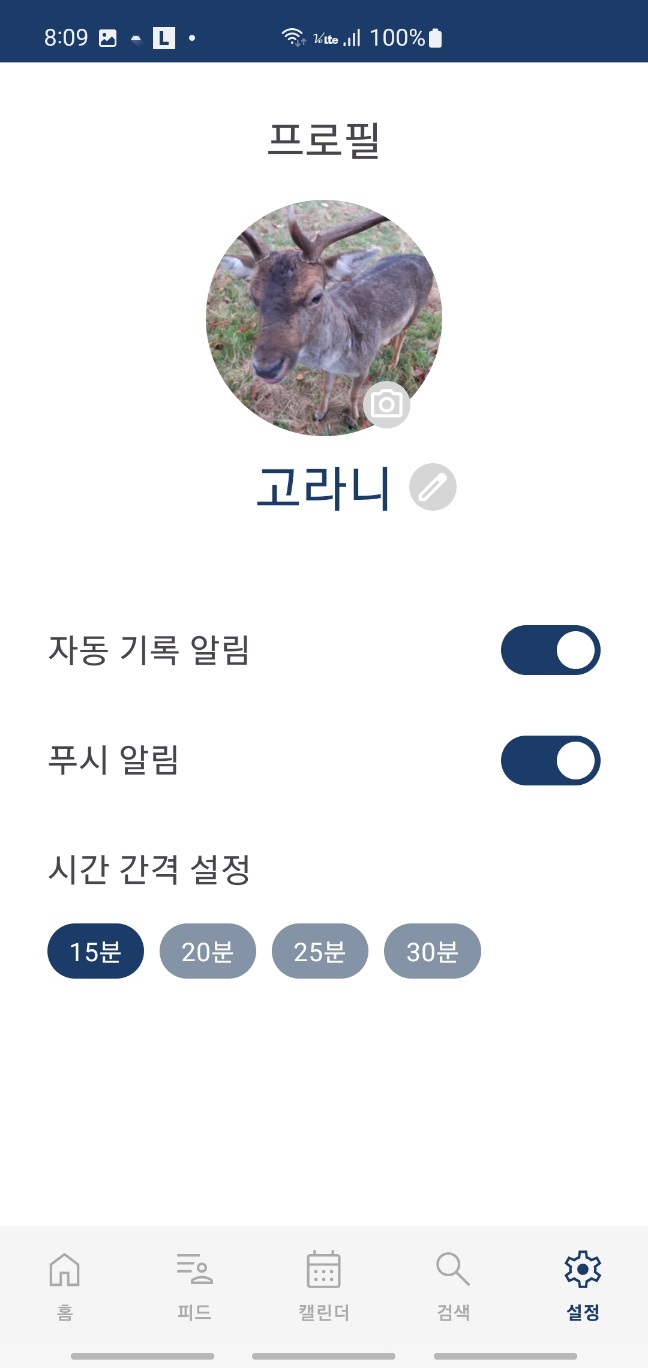 8:09 L Lte 100%
프로필
고라니
자동 기록 알림
푸시 알림
시간 간격 설정
15분 20분 25분 30분
홈 피드 캘린더 검색 설정